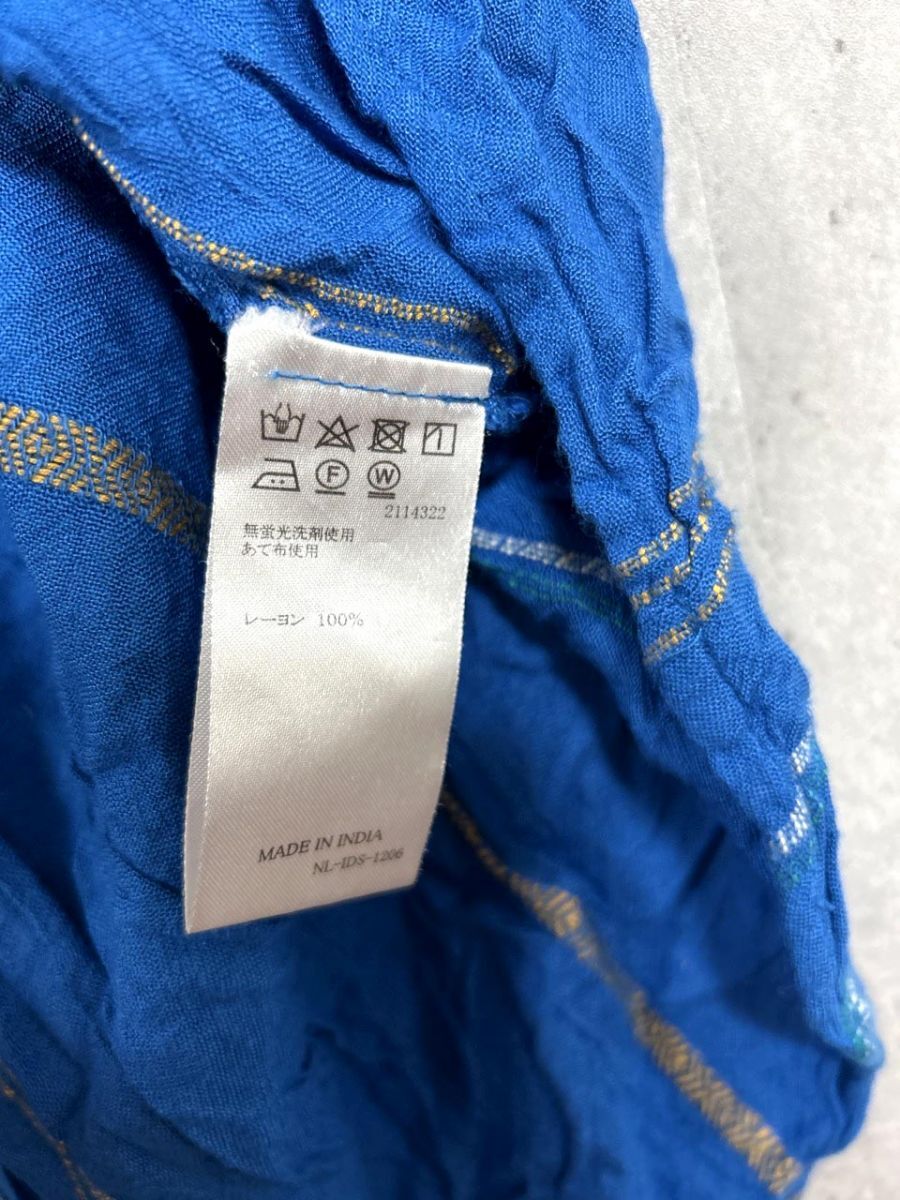 F W
2114322
無蛍光洗剤使用
あて布使用
レーヨン 100%
MADE IN INDIA
NL-IDS-1206